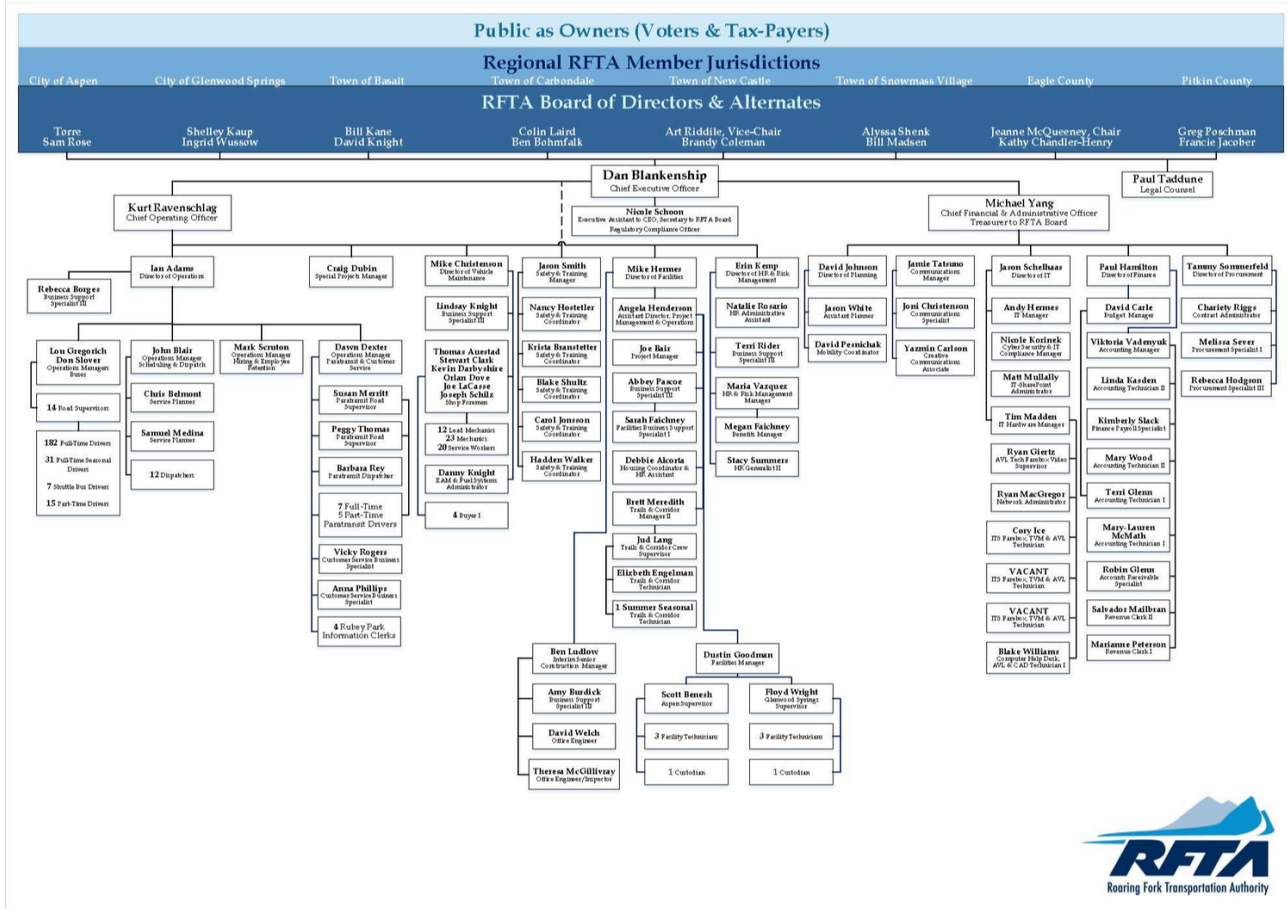 Public as Owners (Voters & Tax-Payers)
Regional RFTA Member Jurisdictions
City of Aspen
City of Glenwood Springs
Town of Basalt
Town of Carbondale
Town of New Castle
Town of Snowmass Village
Eagle County
Pitkin County
RFTA Board of Directors & Alternates
Torre
Sam Rose
Shelley Kaup
Ingrid Wussow
Bill Kane
David Knight
Colin Laird
Ben Bohmfalk
Art Riddile, Vice-Chair
Brandy Coleman
Alyssa Shenk
Bill Madsen
Jeanne McQueeney, Chair
Kathy Chandler-Henry
Greg Poschman
Francie Jacober
Dan Blankenship
Chief Executive Officer
Paul Taddune
Legal Counsel
Kurt Ravenschlag
Chief Operating Officer
Nicole Schoon
Executive Assistant to CEO, Secretary to RFTA Board
Regulatory Compliance Officer
Michael Yang
Chief Financial & Administrative Officer
Treasurer to RFTA Board
Ian Adams
Director of Operations
Rebecca Borges
Business Support
Specialist III
Lou Gregorich
Don Slover
Operations Managers
Buses
14 Road Supervisors
182 Full-Time Drivers
31 Full-Time Seasonal
Drivers
7 Shuttle Bus Drivers
15 Part-Time Drivers
John Blair
Operations Manager
Scheduling & Dispatch
Chris Belmont
Service Planner
Samuel Medina
Service Planner
12 Dispatchers
Mark Scruton
Operations Manager
Hiring & Employee
Retention
Craig Dubin
Special Projects Manager
Dawn Dexter
Operations Manager
Paratransit & Customer
Service
Susan Merritt
Paratransit Road
Supervisor
Peggy Thomas
Paratransit Road
Supervisor
Barbara Rey
Paratransit Dispatcher
7 Full-Time
5 Part-Time
Paratransit Drivers
Vicky Rogers
Customer Service Business
Specialist
Anna Phillips
Customer Service Business
Specialist
4 Rubey Park
Information Clerks
Mike Christenson
Director of Vehicle
Maintenance
Lindsay Knight
Business Support
Specialist III
Thomas Auestad
Stewart Clark
Kevin Darbyshire
Orlan Dove
Joe LaCasse
Joseph Schilz
Shop Foremen
12 Lead Mechanics
23 Mechanics
20 Service Workers
Danny Knight
EAM & Fuel Systems
Administrator
4 Buyer I
Jason Smith
Safety & Training
Manager
Nancy Hostetler
Safety & Training
Coordinator
Krista Branstetter
Safety & Training
Coordinator
Blake Shultz
Safety & Training
Coordinator
Carol Jonsson
Safety & Training
Coordinator
Hadden Walker
Safety & Training
Coordinator
Mike Hermes
Director of Facilities
Angela Henderson
Assistant Director, Project
Management & Operations
Joe Bair
Project Manager
Abbey Pascoe
Business Support
Specialist III
Sarah Faichney
Facilities Business Support
Specialist I
Debbie Alcorta
Housing Coordinator &
HR Assistant
Brett Meredith
Trails & Corridor
Manager II
Jud Lang
Trails & Corridor Crew
Supervisor
Elizbeth Engelman
Trails & Corridor
Technician
1 Summer Seasonal
Trails & Corridor
Technician
Ben Ludlow
Interim Senior
Construction Manager
Amy Burdick
Business Support
Specialist III
David Welch
Office Engineer
Theresa McGillivray
Office Engineer/Inspector
Dustin Goodman
Facilities Manager
Scott Benesh
Aspen Supervisor
3 Facility Technicians
1 Custodian
Floyd Wright
Glenwood Springs
Supervisor
3 Facility Technicians
1 Custodian
Erin Kemp
Director of HR & Risk
Management
Natalie Rosario
HR Administrative
Assistant
Terri Rider
Business Support
Specialist III
Maria Vazquez
HR & Risk Management
Manager
Megan Faichney
Benefits Manager
Stacy Summers
HR Generalist II
David Johnson
Director of Planning
Jason White
Assistant Planner
David Pesnichak
Mobility Coordinator
Jamie Tatsuno
Communications
Manager
Joni Christenson
Communications
Specialist
Yazmin Carlson
Creative
Communications
Associate
Jason Schelhaas
Director of IT
Andy Hermes
IT Manager
Nicole Korinek
Cyber Security & IT
Compliance Manager
Matt Mullally
IT-SharePoint
Administrator
Tim Madden
IT Hardware Manager
Ryan Giertz
AVL Tech Farebox Video
Supervisor
Ryan MacGregor
Network Administrator
Cory Ice
ITS Farebox, TVM & AVL
Technician
VACANT
ITS Farebox, TVM & AVL
Technician
VACANT
ITS Farebox, TVM & AVL
Technician
Blake Williams
Computer Help Desk,
AVL & CAD Technician I
Paul Hamilton
Director of Finance
David Carle
Budget Manager
Viktoria Vadenyuk
Accounting Manager
Linda Kasden
Accounting Technician II
Kimberly Slack
Finance Payroll Specialist
Mary Wood
Accounting Technician II
Terri Glenn
Accounting Technician I
Mary-Lauren
McMath
Accounting Technician I
Robin Glenn
Accounts Receivable
Specialist
Salvador Mailbran
Revenue Clerk II
Marianne Peterson
Revenue Clerk I
Tammy Sommerfeld
Director of Procurement
Chariety Riggs
Contract Administrator
Melissa Sever
Procurement Specialist I
Rebecca Hodgson
Procurement Specialist III
RFTA
Roaring Fork Transportation Authority